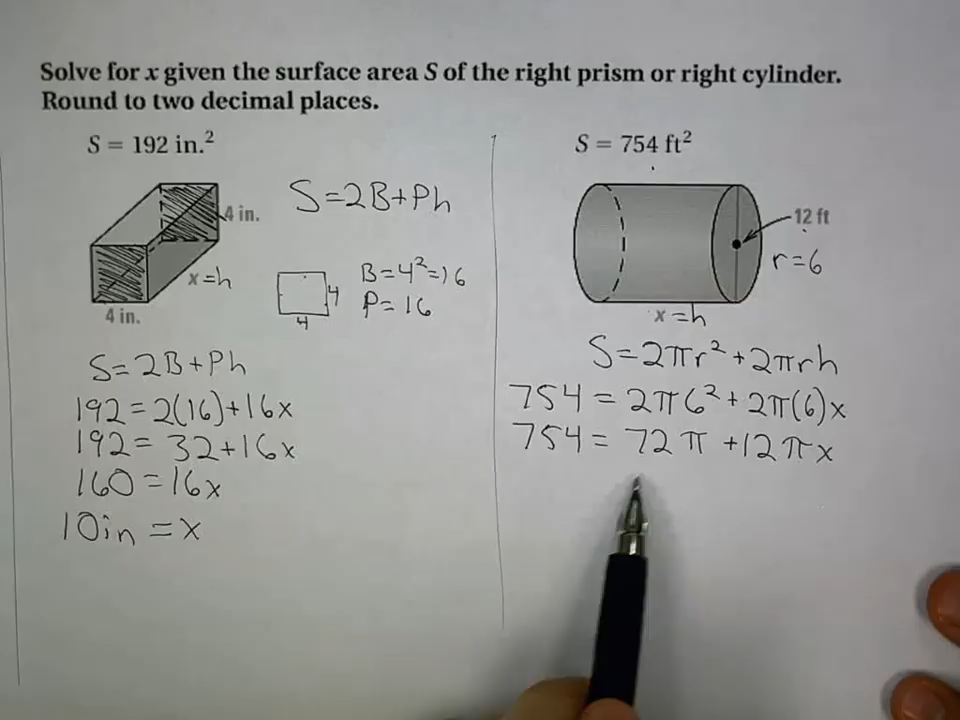 Solve for x given the surface area S of the right prism or right cylinder.
Round to two decimal places.
S = 192 in.²
S=2B+Ph
4 in.
x=h
4 in.
4
4
B=4²=16
P=16
S=2B+Ph
192=2(16)+16x
192=32+16x
160=16x
10in=x
S = 754 ft²
12 ft
r=6
x=h
S=2πr²+2πrh
754=2π6²+2π(6)x
754=72π+12πx